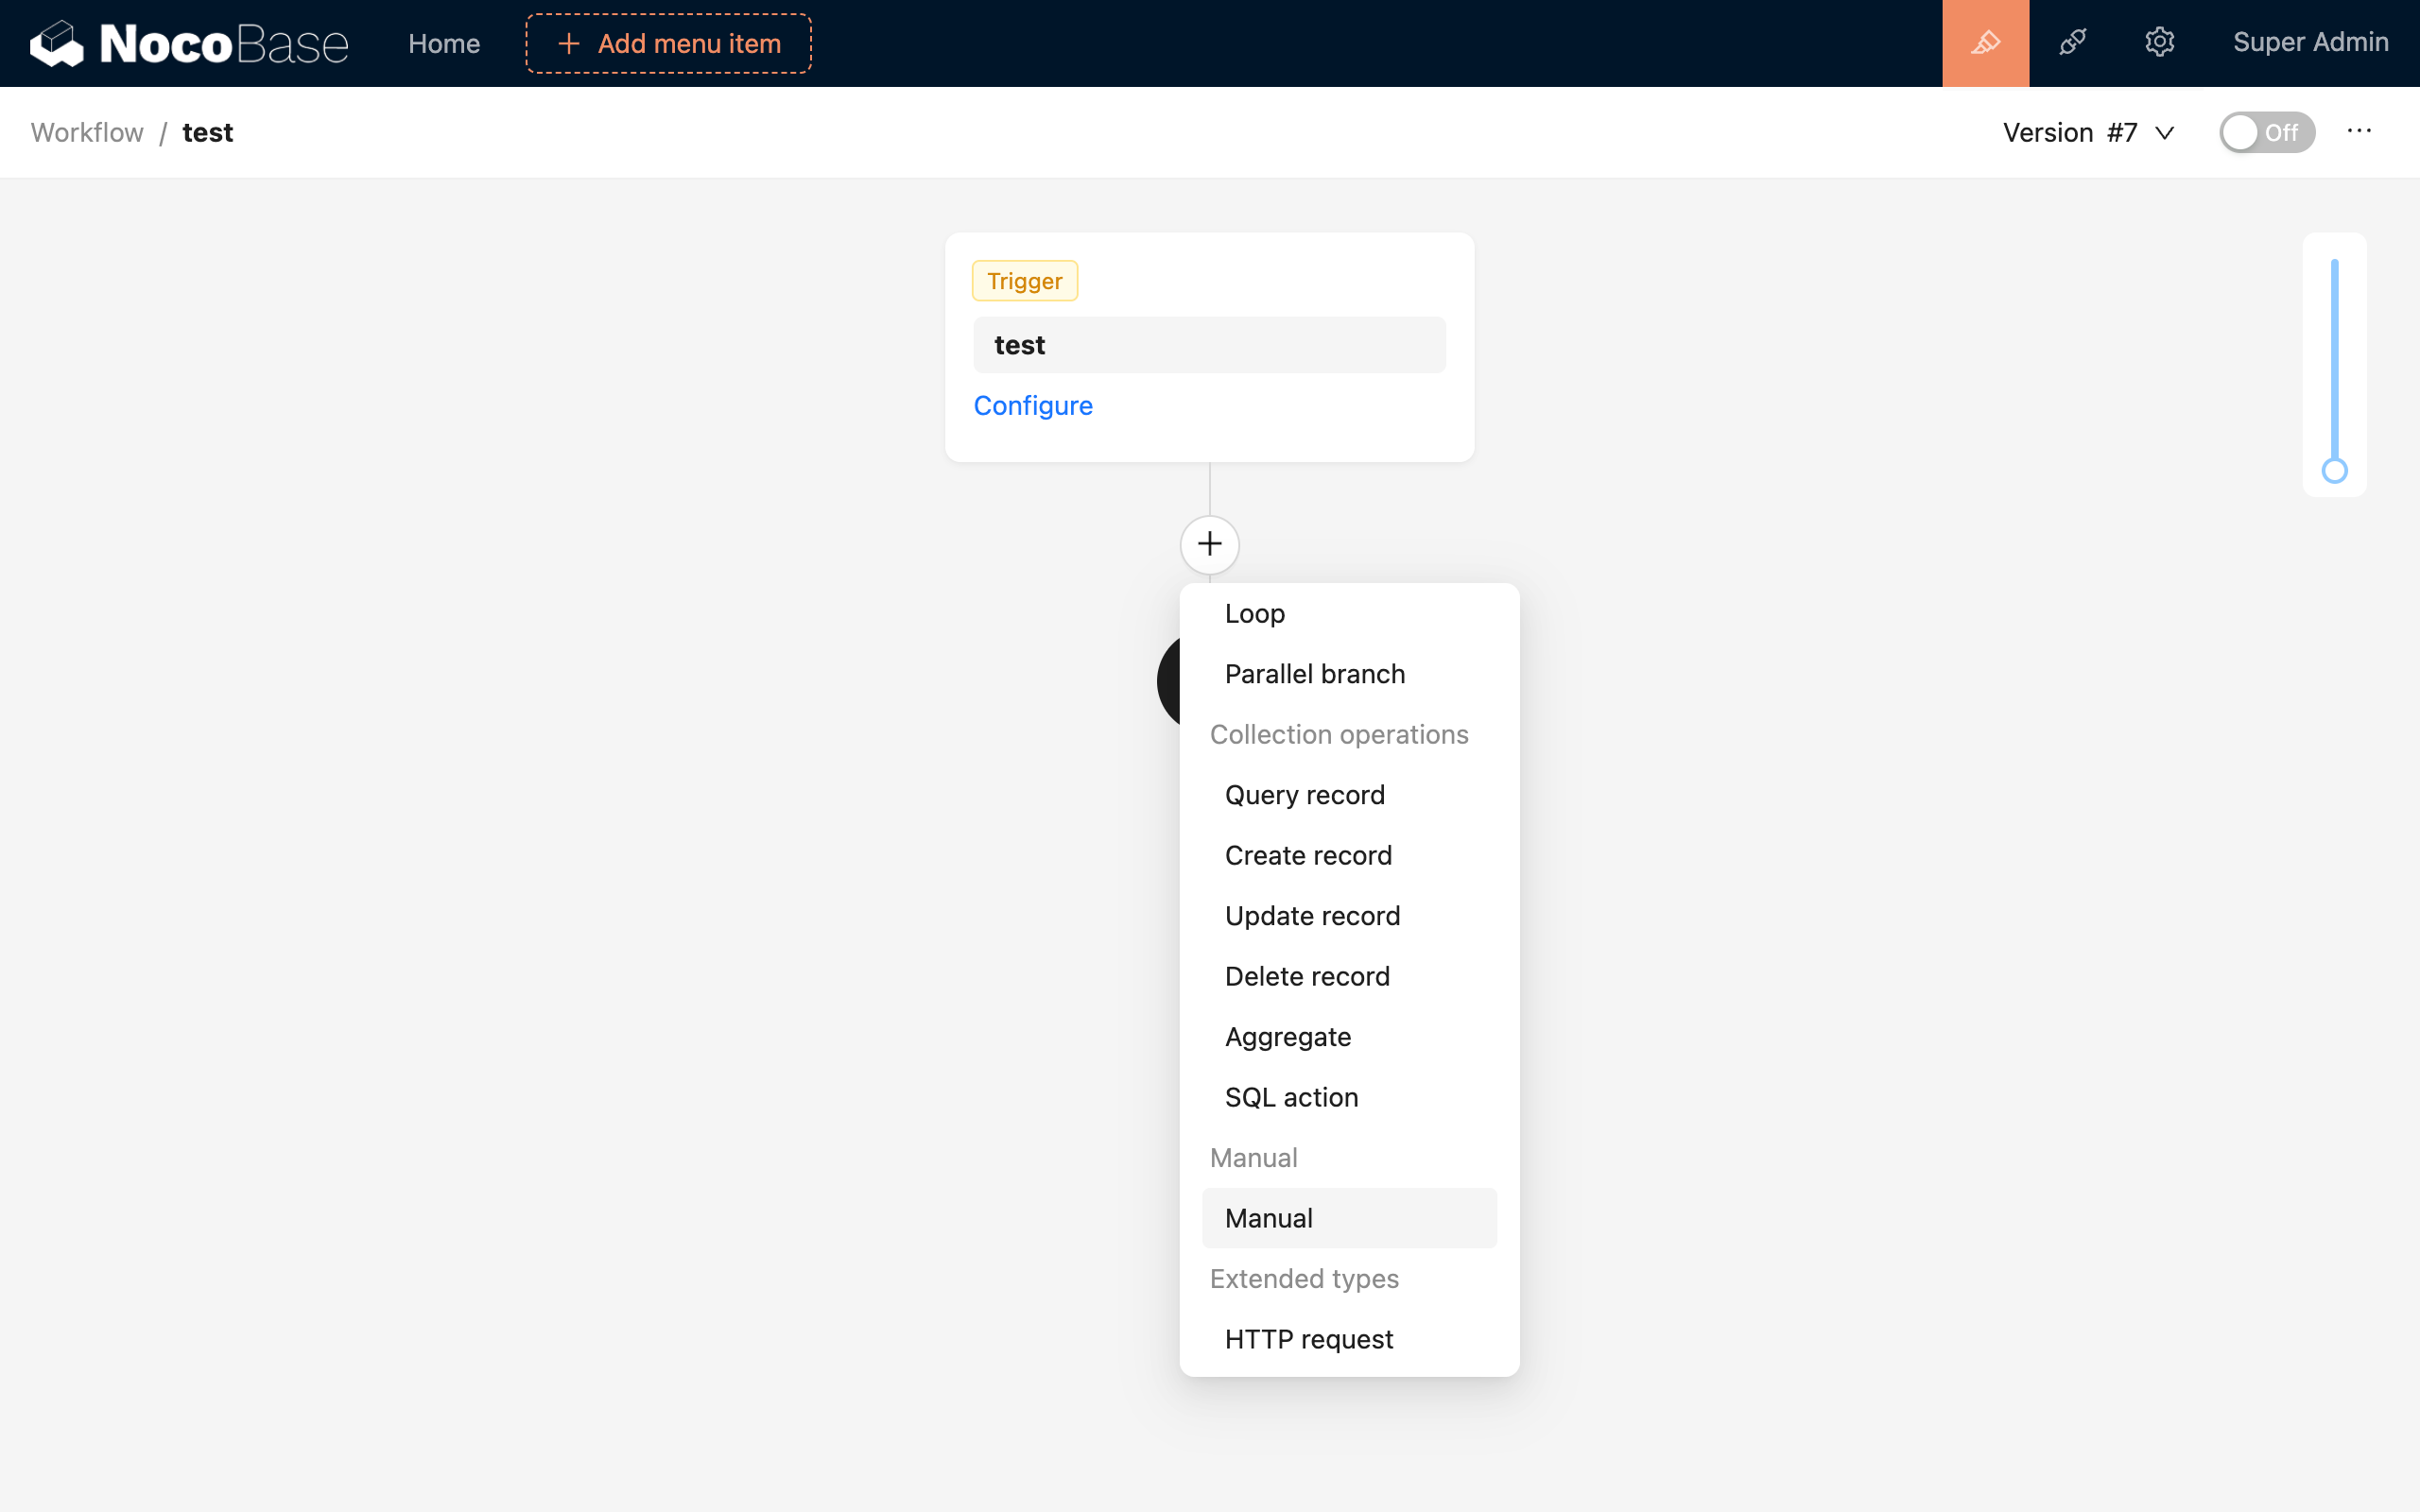 NocoBase Home + Add menu item Super Admin
Workflow / test Version #7 Off ···
Trigger
test
Configure
Loop
Parallel branch
Collection operations
Query record
Create record
Update record
Delete record
Aggregate
SQL action
Manual
Manual
Extended types
HTTP request